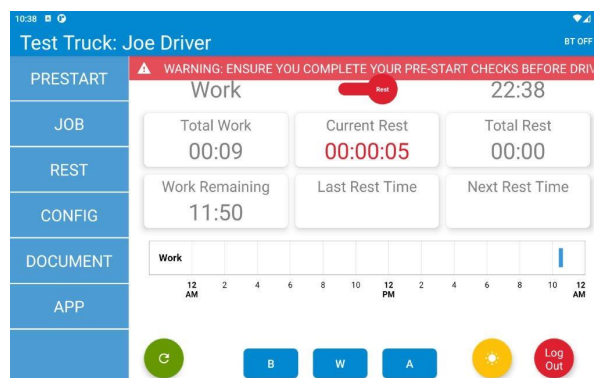 10:38
Test Truck: Joe Driver
BT OFF
PRESTART
JOB
REST
CONFIG
DOCUMENT
APP
WARNING: ENSURE YOU COMPLETE YOUR PRE-START CHECKS BEFORE DRIV
Work
Rest
22:38
Total Work
00:09
Current Rest
00:00:05
Total Rest
00:00
Work Remaining
11:50
Last Rest Time
Next Rest Time
Work
12 AM 2 4 6 8 10 12 PM 2 4 6 8 10 12 AM
B W A
Log
Out